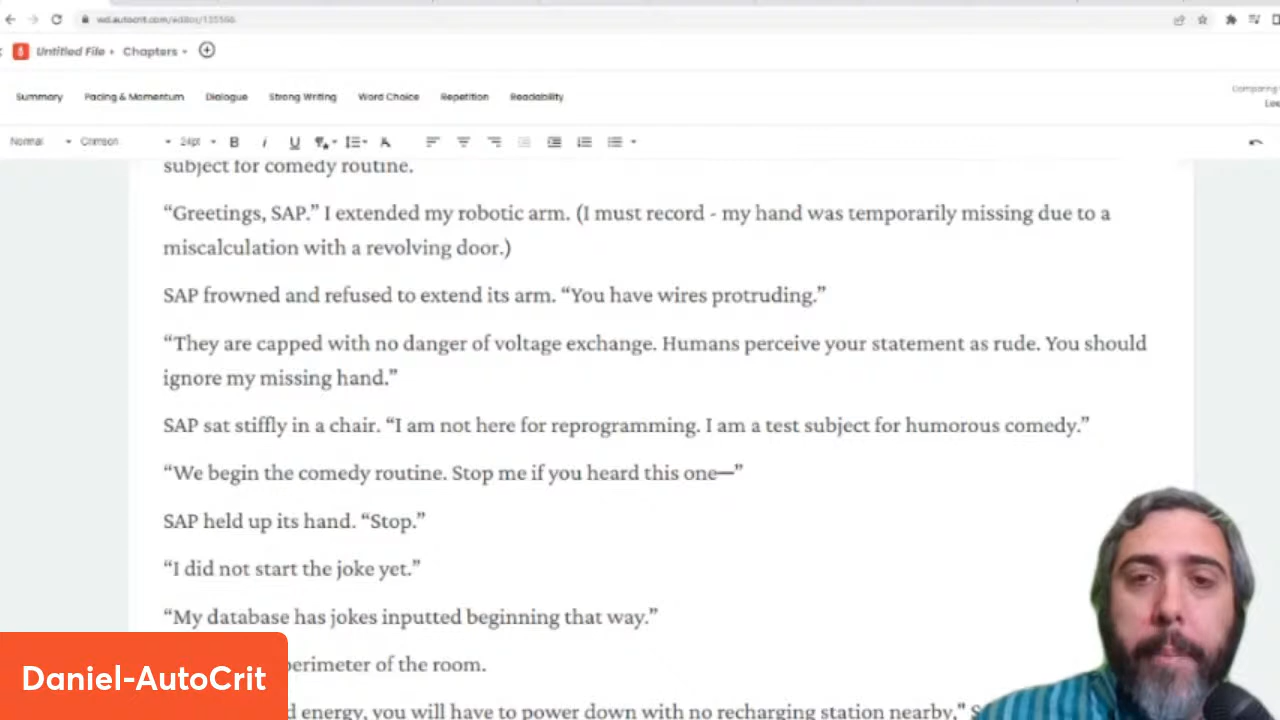 wd.autocrit.com/editor/135566
Untitled File
Chapters
Summary
Pacing & Momentum
Dialogue
Strong Writing
Word Choice
Repetition
Readability
Comparing
Normal
Crimson
24pt
subject for comedy routine.
“Greetings, SAP.” I extended my robotic arm. (I must record - my hand was temporarily missing due to a
miscalculation with a revolving door.)
SAP frowned and refused to extend its arm. “You have wires protruding.”
“They are capped with no danger of voltage exchange. Humans perceive your statement as rude. You should
ignore my missing hand.”
SAP sat stiffly in a chair. “I am not here for reprogramming. I am a test subject for humorous comedy.”
“We begin the comedy routine. Stop me if you heard this one—”
SAP held up its hand. “Stop.”
“I did not start the joke yet.”
“My database has jokes inputted beginning that way.”
perimeter of the room.
energy, you will have to power down with no recharging station nearby,”
Daniel-AutoCrit